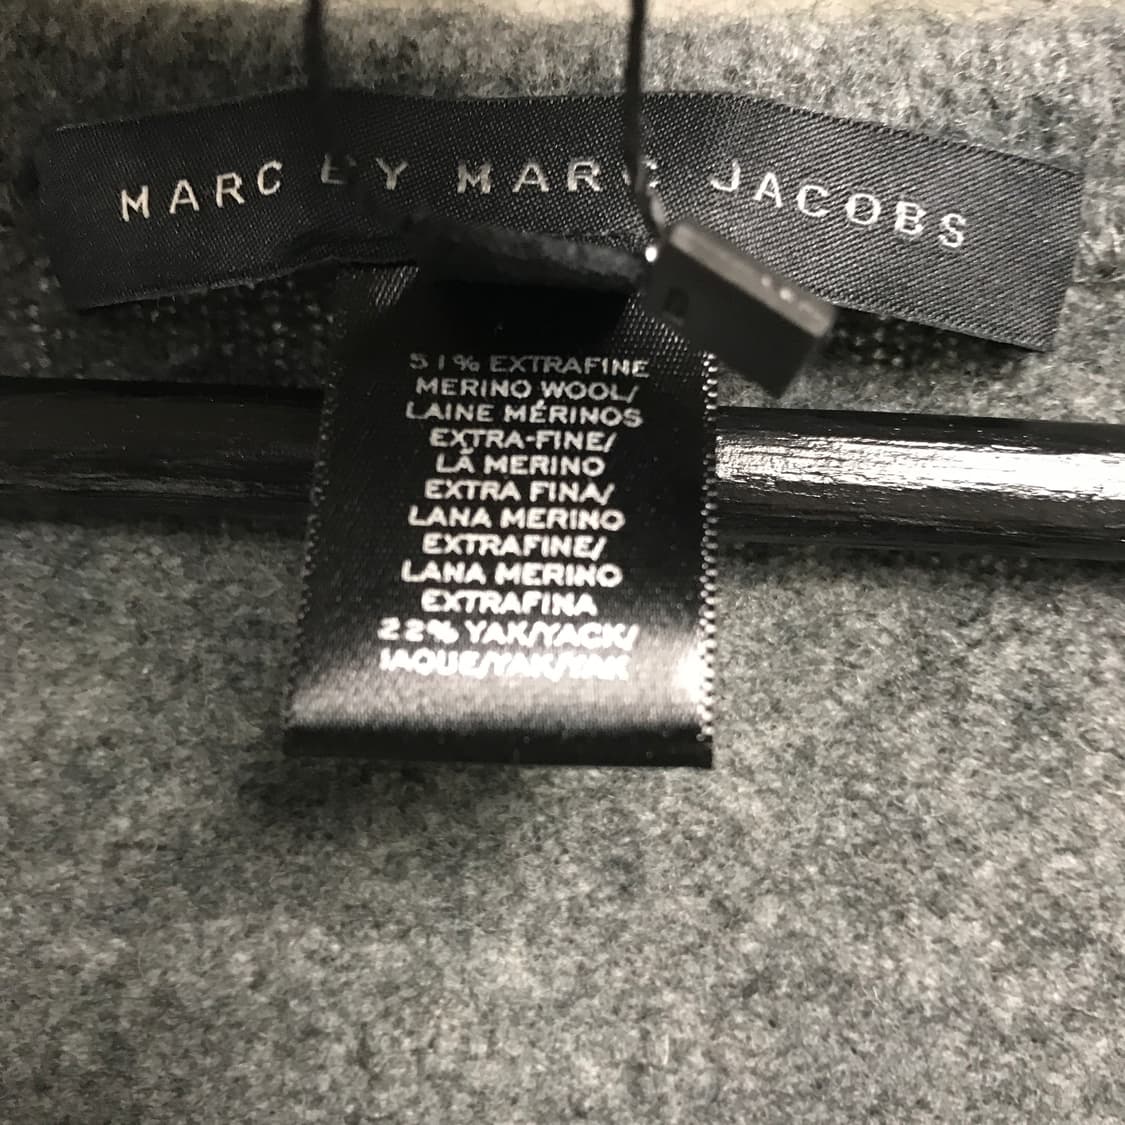 MARC BY MARC JACOBS
51% EXTRAFINE
MERINO WOOL/
LAINE MÉRINOS
EXTRA-FINE/
LÃ MERINO
EXTRA FINA/
LANA MERINO
EXTRAFINE/
LANA MERINO
EXTRAFINA
22% YAK/YACK/
IAQUE/YAK/YAK